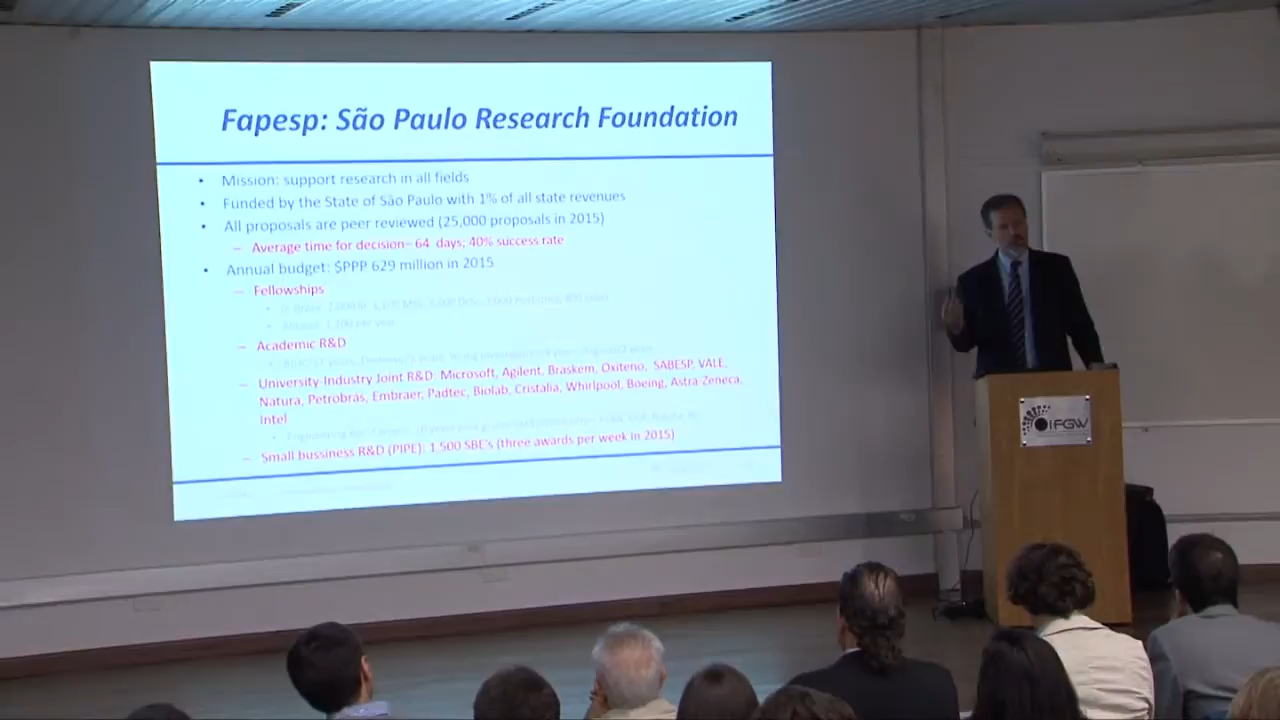 Fapesp: São Paulo Research Foundation
• Mission: support research in all fields
• Funded by the State of São Paulo with 1% of all state revenues
• All proposals are peer reviewed (25,000 proposals in 2015)
– Average time for decision– 64 days; 40% success rate
• Annual budget: $PPP 629 million in 2015
– Fellowships
– Academic R&D
– University-Industry Joint R&D: Microsoft, Agilent, Braskem, Oxiteno, SABESP, VALE,
Natura, Petrobras, Embraer, Padtec, Biolab, Cristalia, Whirlpool, Boeing, Astra-Zeneca,
Intel
– Small bussiness R&D (PIPE): 1.500 SBE's (three awards per week in 2015)
IFGW